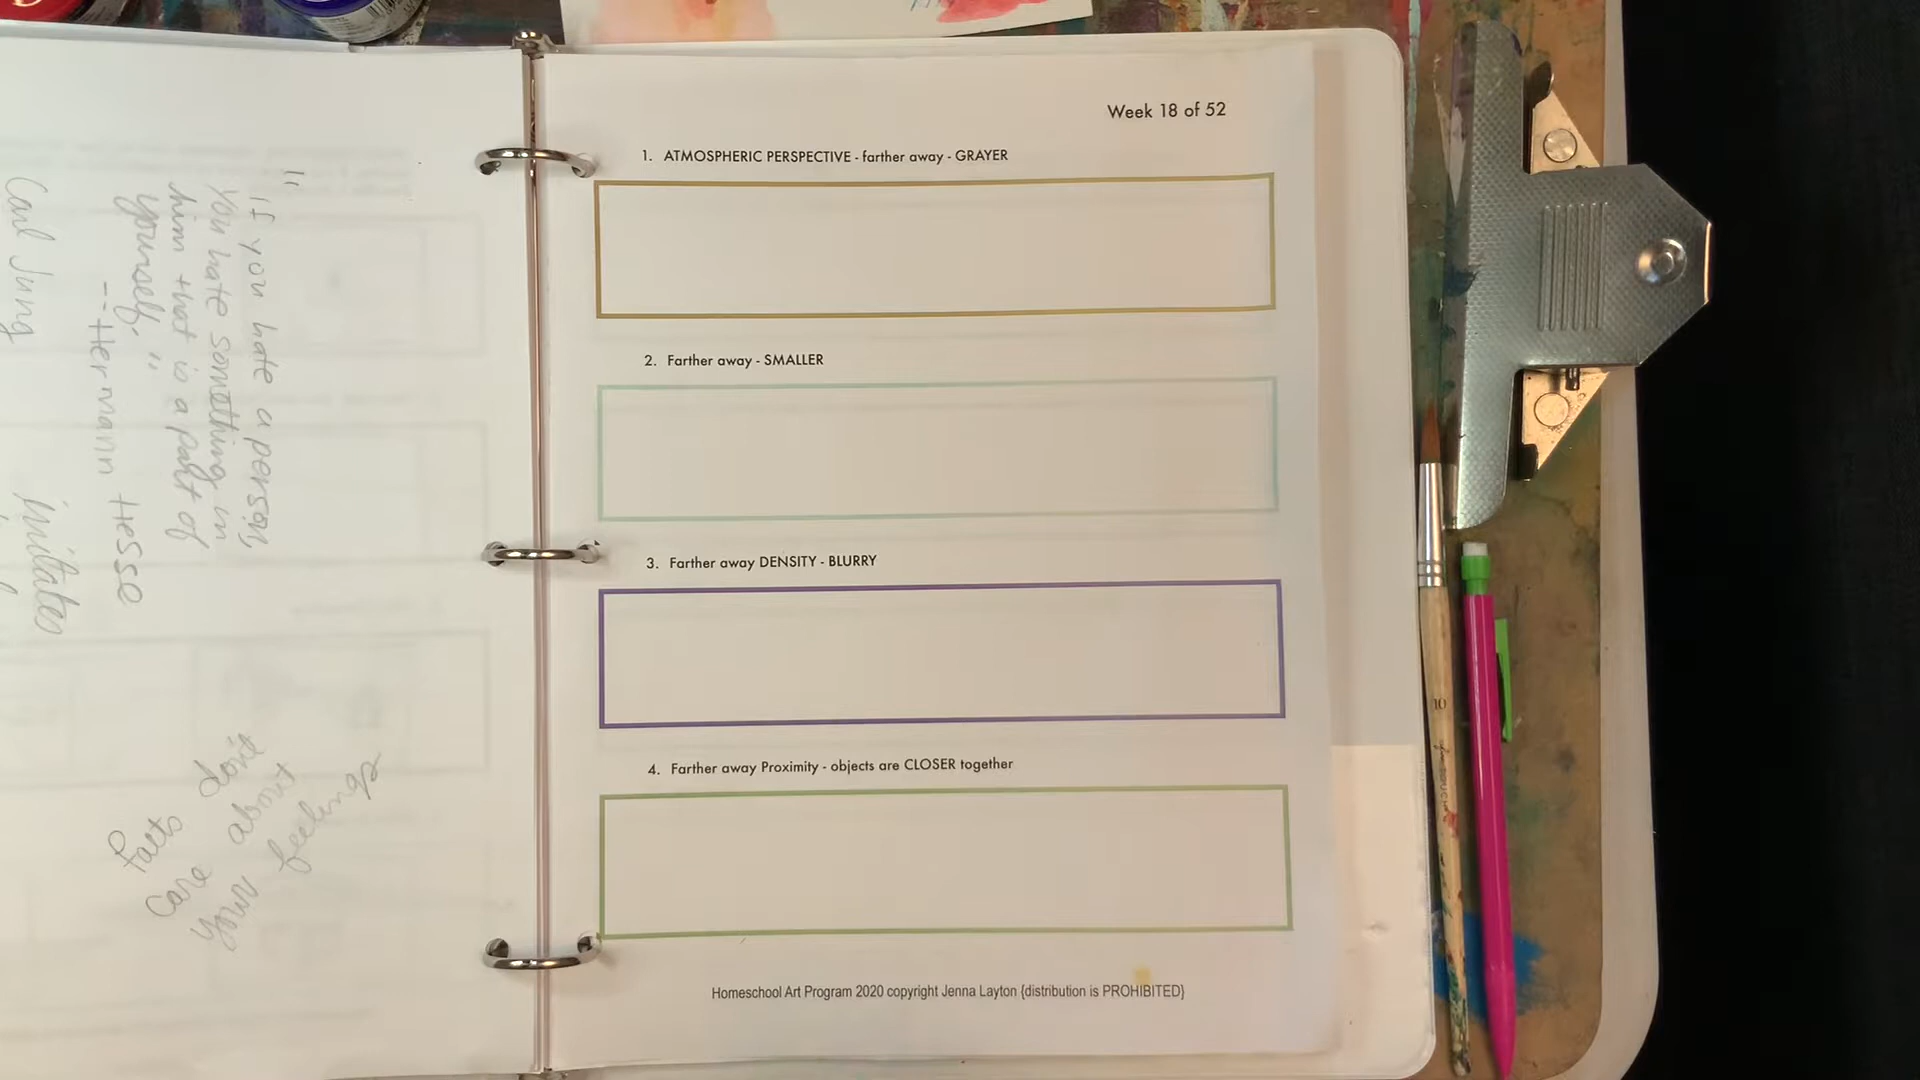 "If you hate a person,
you hate something in
him that is a part of
yourself."
--Hermann Hesse
Carl Jung
imitates
Facts don't
care about
your feelings
Week 18 of 52
1. ATMOSPHERIC PERSPECTIVE - farther away - GRAYER
2. Farther away - SMALLER
3. Farther away DENSITY - BLURRY
4. Farther away Proximity - objects are CLOSER together
Homeschool Art Program 2020 copyright Jenna Layton {distribution is PROHIBITED}
10